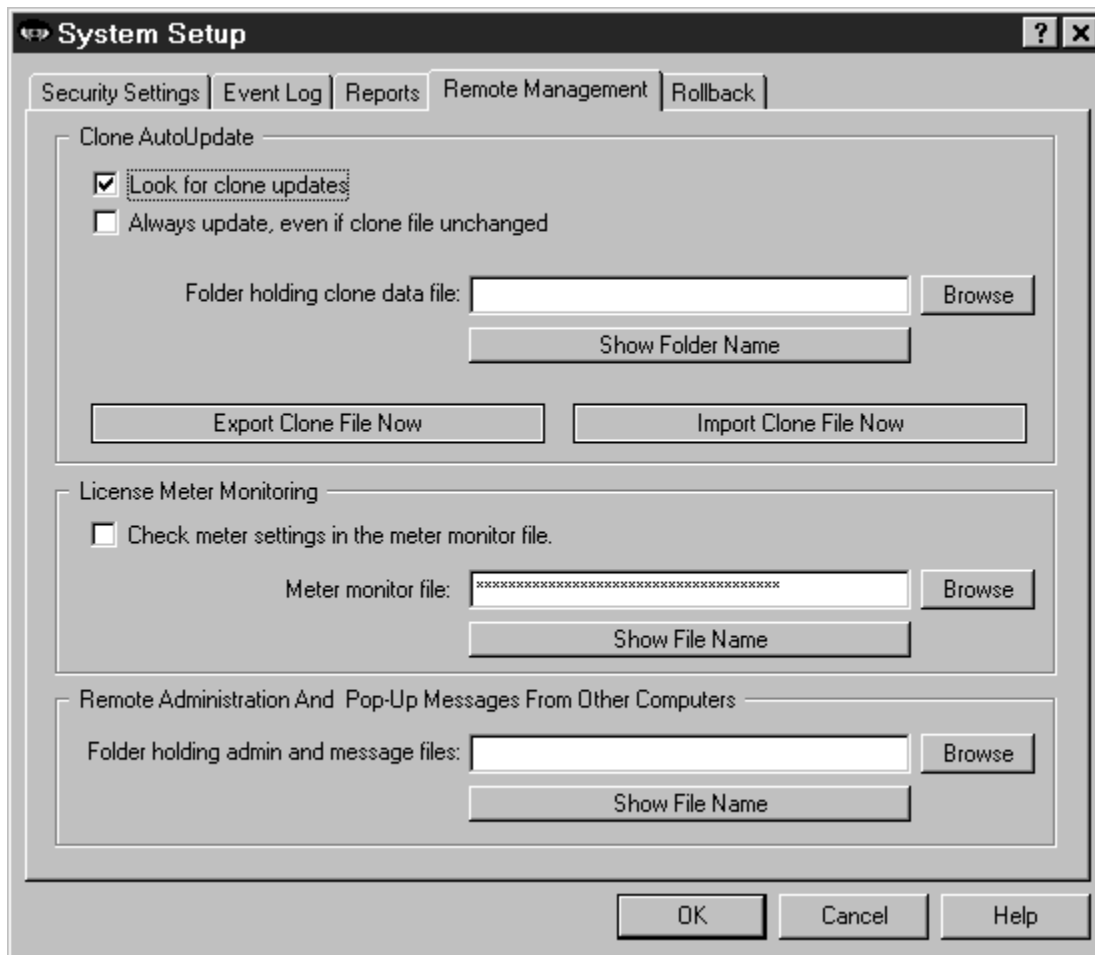 System Setup
Security Settings Event Log Reports Remote Management Rollback
Clone AutoUpdate
Look for clone updates
Always update, even if clone file unchanged
Folder holding clone data file: Browse
Show Folder Name
Export Clone File Now Import Clone File Now
License Meter Monitoring
Check meter settings in the meter monitor file.
Meter monitor file: xxxxxxxxxxxxxxxxxxxxxxxxxxxxxxxxxxxxxx Browse
Show File Name
Remote Administration And  Pop-Up Messages From Other Computers
Folder holding admin and message files: Browse
Show File Name
OK Cancel Help